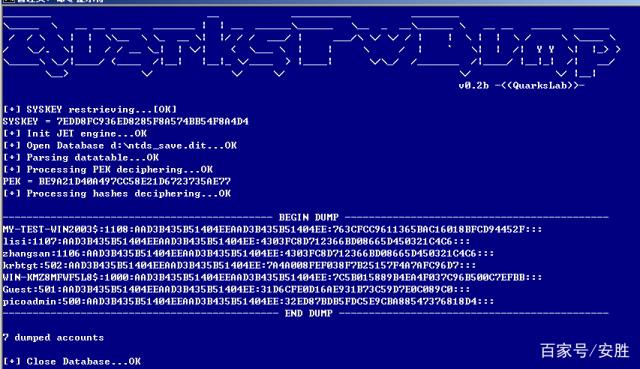 v0.2b -<(QuarksLab)>-
[+] SYSKEY restrieving...[OK]
SYSKEY = 7EDD8FC936ED8285F8A574BB54F8A4D4
[+] Init JET engine...OK
[+] Open Database d:\ntds_save.dit...OK
[+] Parsing datatable...OK
[+] Processing PEK deciphering...OK
PEK = BE9A21D40A497CC58E21D6723735AE77
[+] Processing hashes deciphering...OK
BEGIN DUMP
MY-TEST-WIN2003$:1108:AAD3B435B51404EEAAD3B435B51404EE:763CFCC9611365BAC16018BFCD94452F:::
lisi:1107:AAD3B435B51404EEAAD3B435B51404EE:4303FC8D712366BD08665D450321C4C6:::
zhangsan:1106:AAD3B435B51404EEAAD3B435B51404EE:4303FC8D712366BD08665D450321C4C6:::
krbtgt:502:AAD3B435B51404EEAAD3B435B51404EE:7A4A008FEF038F7B25157F4A7AFC96D7:::
WIN-XMZ8MFWF5L8$:1000:AAD3B435B51404EEAAD3B435B51404EE:7C5B015889B4EA4F037C96B500C7EFBB:::
Guest:501:AAD3B435B51404EEAAD3B435B51404EE:31D6CFE0D16AE931B73C59D7E0C089C0:::
picoadmin:500:AAD3B435B51404EEAAD3B435B51404EE:32ED87BDB5FDC5E9CBA88547376818D4:::
END DUMP
7 dumped accounts
[+] Close Database...OK
百家号/安胜